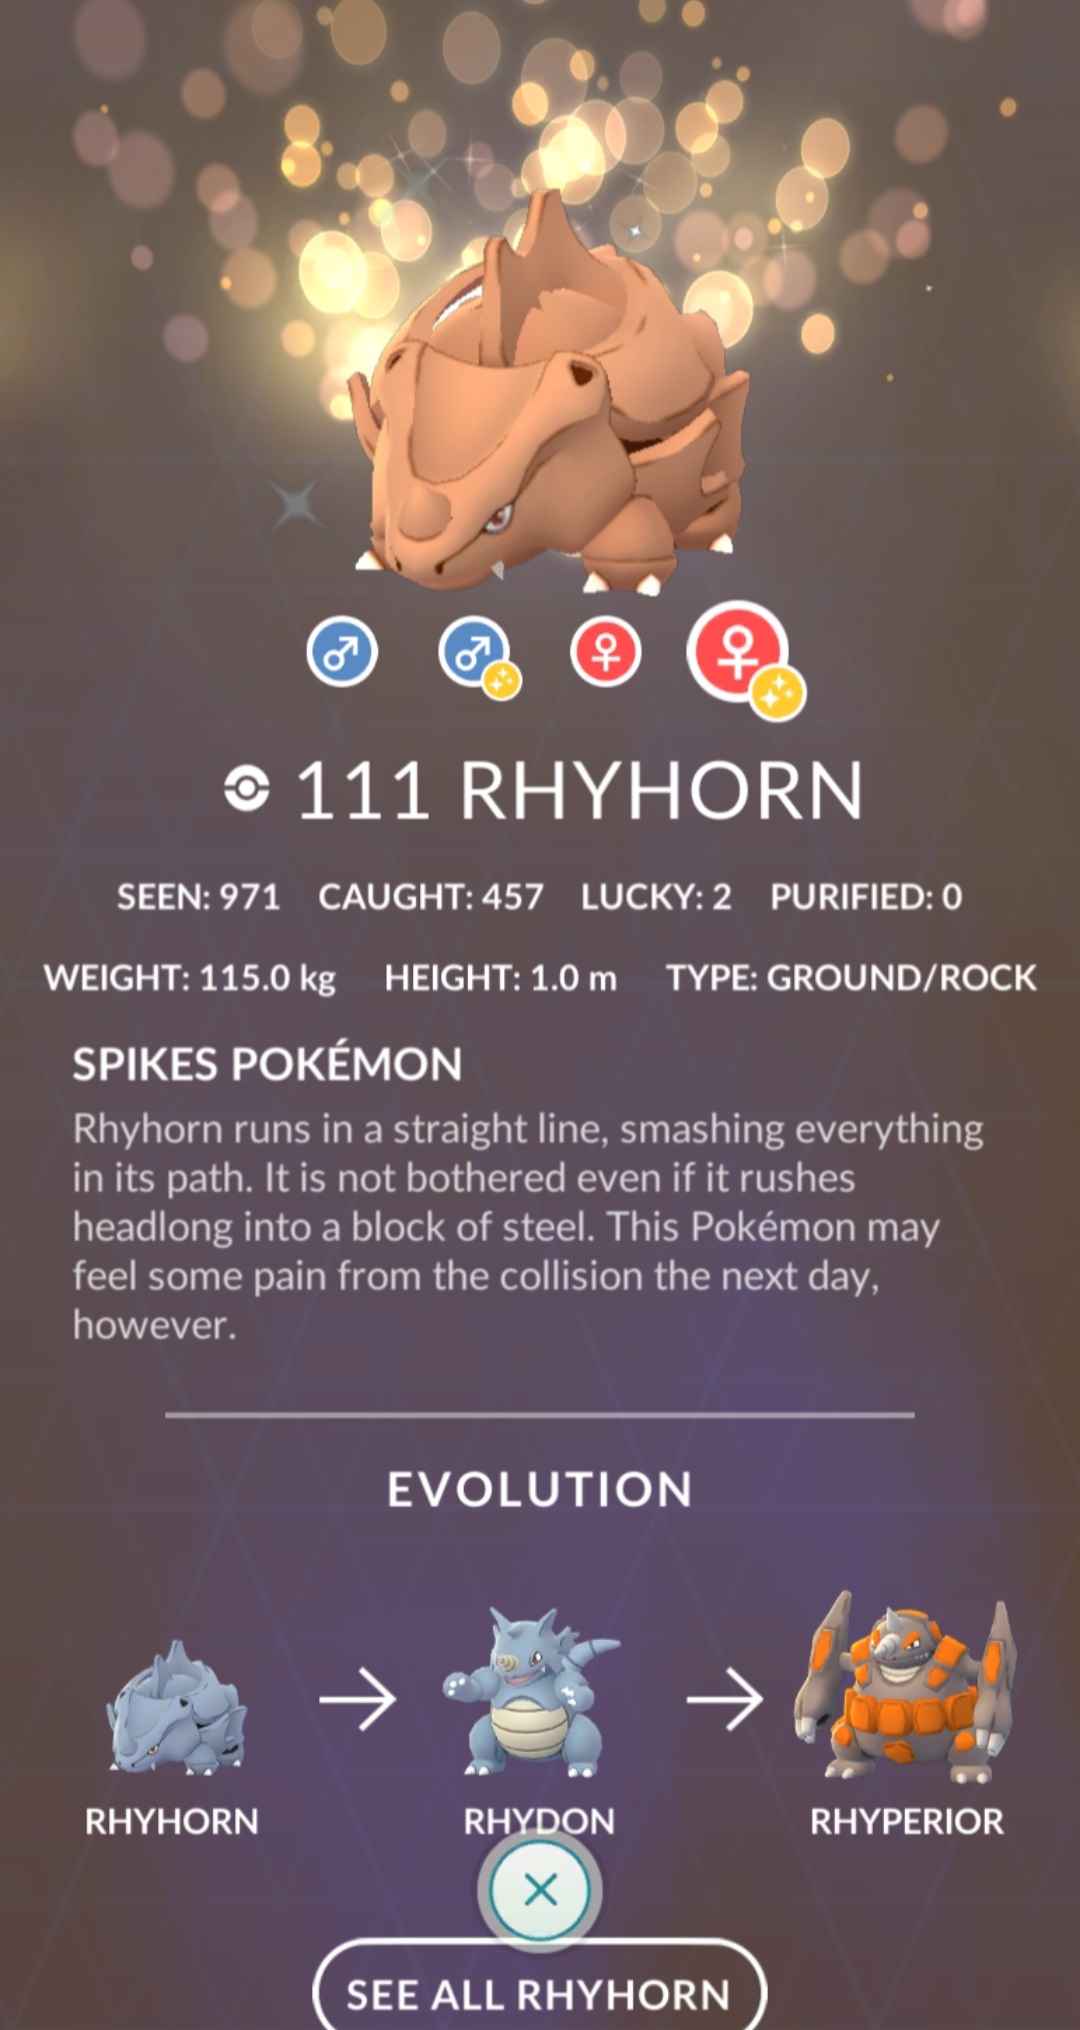 111 RHYHORN
SEEN: 971 CAUGHT: 457 LUCKY: 2 PURIFIED: 0
WEIGHT: 115.0 kg HEIGHT: 1.0 m TYPE: GROUND/ROCK
SPIKES POKÉMON
Rhyhorn runs in a straight line, smashing everything
in its path. It is not bothered even if it rushes
headlong into a block of steel. This Pokémon may
feel some pain from the collision the next day,
however.
EVOLUTION
RHYHORN RHYDON RHYPERIOR
SEE ALL RHYHORN